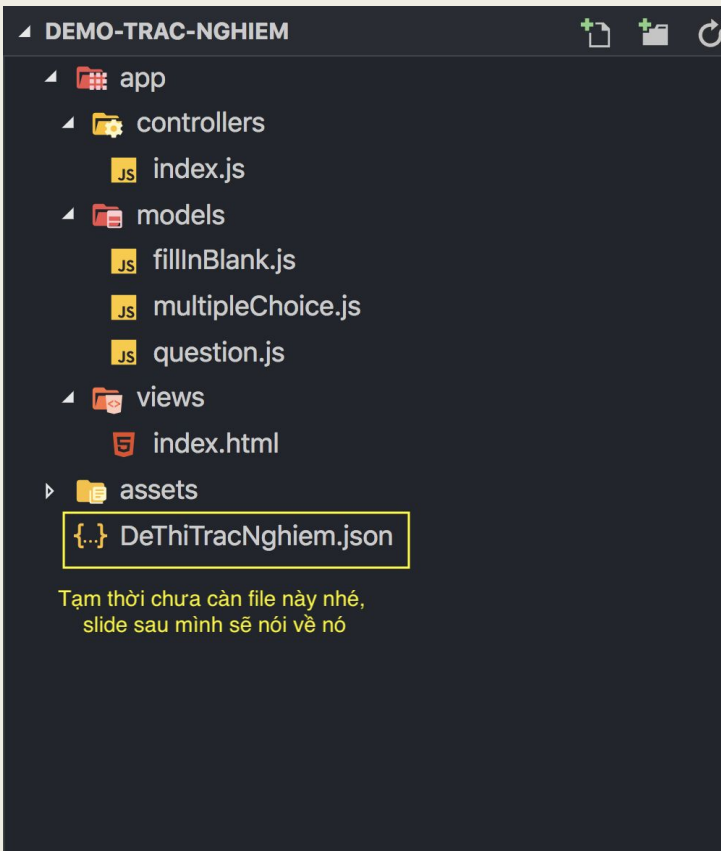 DEMO-TRAC-NGHIEM
app
controllers
JS index.js
models
JS fillInBlank.js
JS multipleChoice.js
JS question.js
views
<> index.html
assets
{...} DeThiTracNghiem.json
Tạm thời chưa càn file này nhé,
slide sau mình sẽ nói về nó